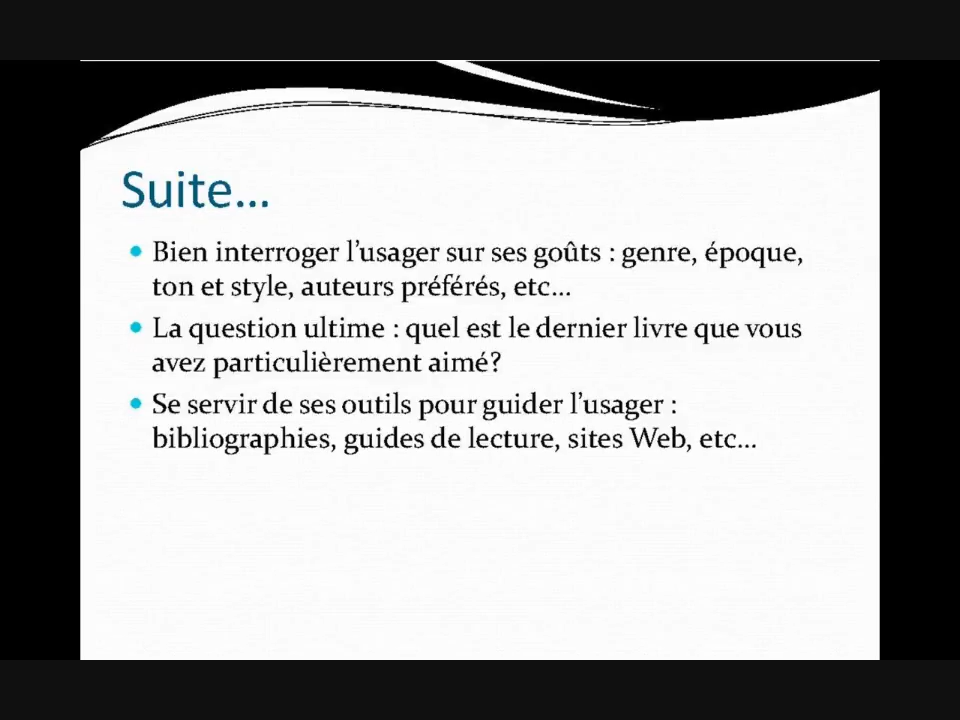 Suite...
Bien interroger l’usager sur ses goûts : genre, époque,
ton et style, auteurs préférés, etc...
La question ultime : quel est le dernier livre que vous
avez particulièrement aimé?
Se servir de ses outils pour guider l’usager :
bibliographies, guides de lecture, sites Web, etc...